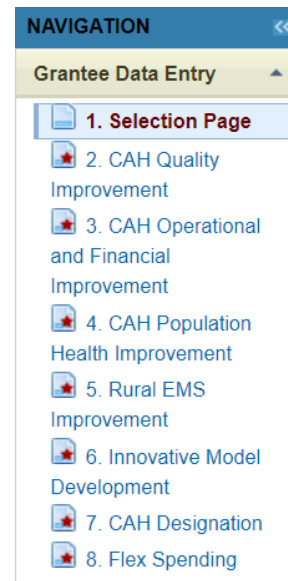 NAVIGATION
Grantee Data Entry
1. Selection Page
2. CAH Quality
Improvement
3. CAH Operational
and Financial
Improvement
4. CAH Population
Health Improvement
5. Rural EMS
Improvement
6. Innovative Model
Development
7. CAH Designation
8. Flex Spending